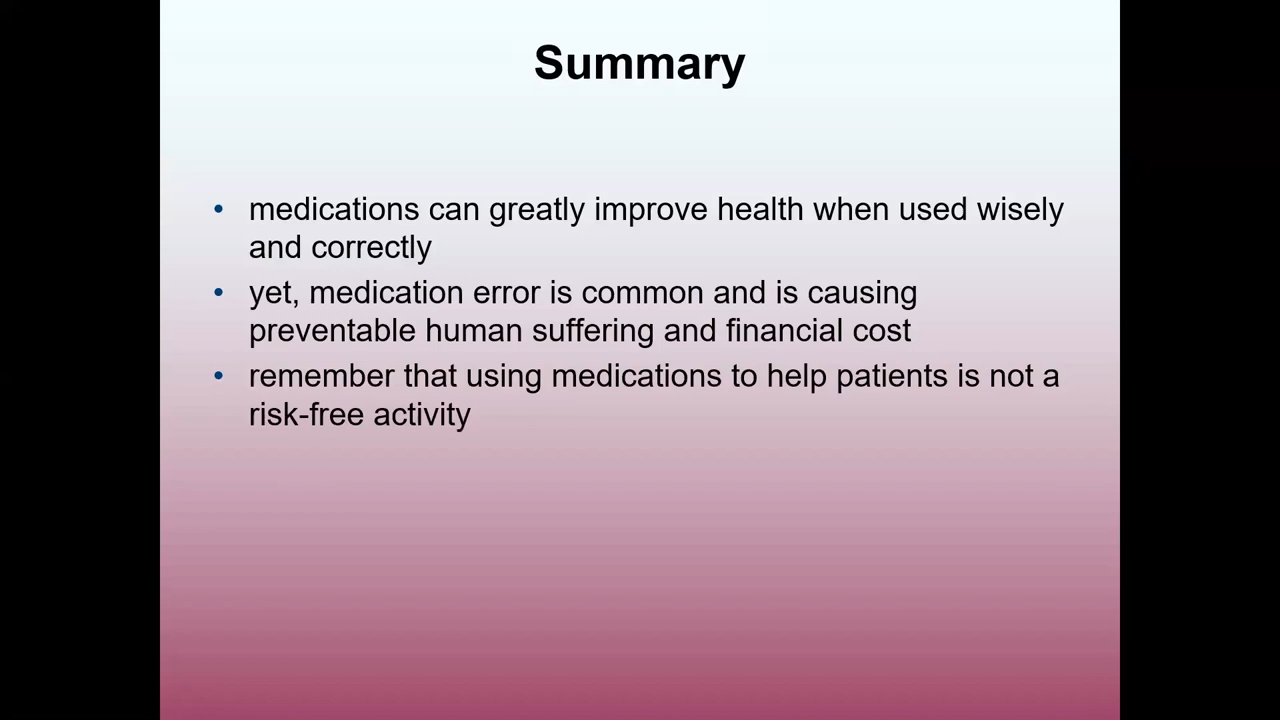 Summary
• medications can greatly improve health when used wisely
and correctly
• yet, medication error is common and is causing
preventable human suffering and financial cost
• remember that using medications to help patients is not a
risk-free activity